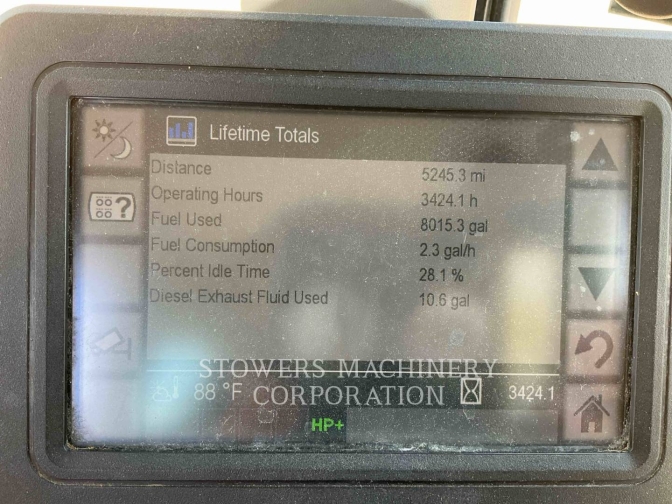 Lifetime Totals
Distance 5245.3 mi
Operating Hours 3424.1 h
Fuel Used 8015.3 gal
Fuel Consumption 2.3 gal/h
Percent Idle Time 28.1 %
Diesel Exhaust Fluid Used 10.6 gal
STOWERS MACHINERY
88 °F CORPORATION 3424.1
HP+
?